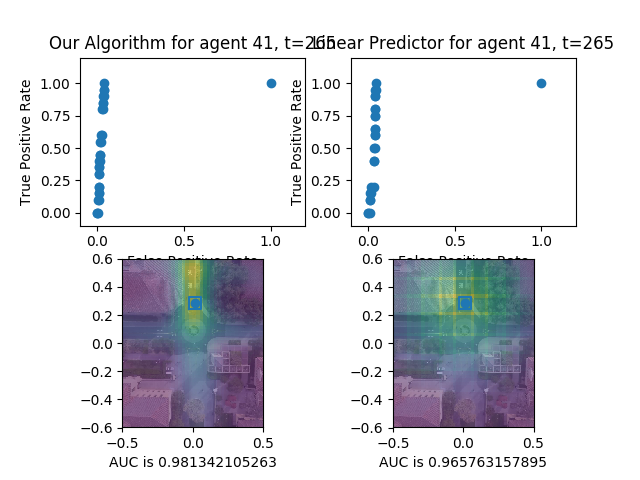 Our Algorithm for agent 41, t=265
Linear Predictor for agent 41, t=265
True Positive Rate
1.00
0.75
0.50
0.25
0.00
0.0 0.5 1.0
False Positive Rate
True Positive Rate
1.00
0.75
0.50
0.25
0.00
0.0 0.5 1.0
False Positive Rate
0.6
0.4
0.2
0.0
−0.2
−0.4
−0.6
−0.5 0.0 0.5
AUC is 0.981342105263
0.6
0.4
0.2
0.0
−0.2
−0.4
−0.6
−0.5 0.0 0.5
AUC is 0.965763157895